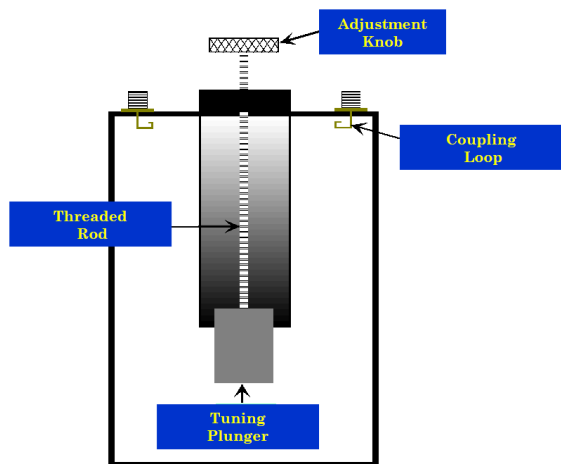 Adjustment
Knob
Coupling
Loop
Threaded
Rod
Tuning
Plunger